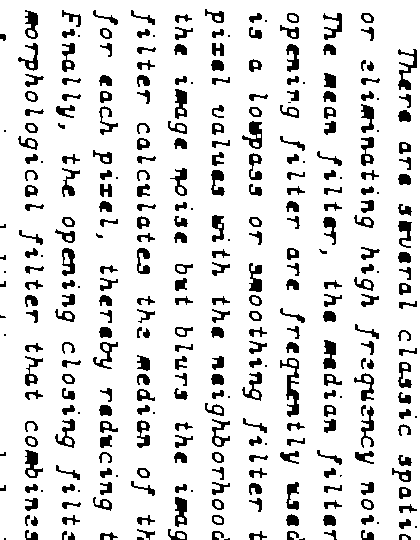 There are several classic spatial
or eliminating high frequency nois
The mean filter, the median filter
opening filter are frequently used
is a lowpass or smoothing filter t
pixel values with the neighborhood
the image noise but blurs the imag
filter calculates the median of th
for each pixel, thereby reducing t
Finally, the opening closing filte
morphological filter that combines